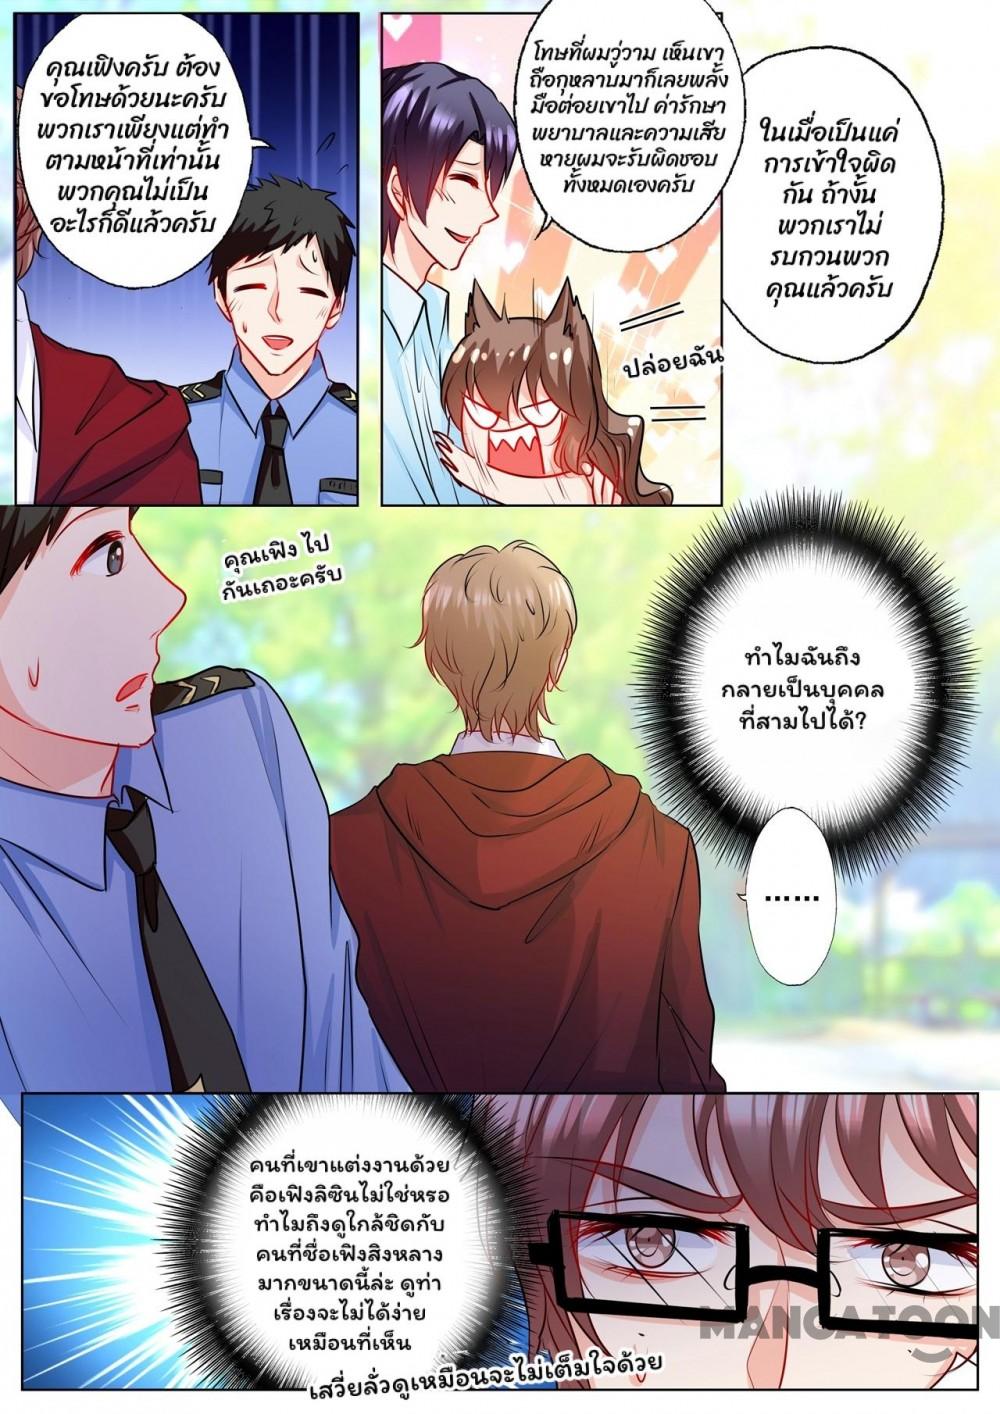 คุณเฟิงครับ ต้อง
ขอโทษด้วยนะครับ
พวกเราเพียงแต่ทำ
ตามหน้าที่เท่านั้น
พวกคุณไม่เป็น
อะไรก็ดีแล้วครับ
โทษที่ผมวู่วาม เห็นเขา
ถือกุหลาบมาก็เลยพลั้ง
มือต่อยเขาไป ค่ารักษา
พยาบาลและความเสีย
หายผมจะรับผิดชอบ
ทั้งหมดเองครับ
ในเมื่อเป็นแค่
การเข้าใจผิด
กัน ถ้างั้น
พวกเราไม่
รบกวนพวก
คุณแล้วครับ
ปล่อยฉัน
คุณเฟิง ไป
กันเถอะครับ
ทำไมฉันถึง
กลายเป็นบุคคล
ที่สามไปได้?
......
คนที่เขาแต่งงานด้วย
คือเฟิงลิซินไม่ใช่หรอ
ทำไมถึงดูใกล้ชิดกับ
คนที่ชื่อเฟิงสิงหลาง
มากขนาดนี้ล่ะ ดูท่า
เรื่องจะไม่ได้ง่าย
เหมือนที่เห็น
เสวี่ยลั่วดูเหมือนจะไม่เต็มใจด้วย
MANGATOON